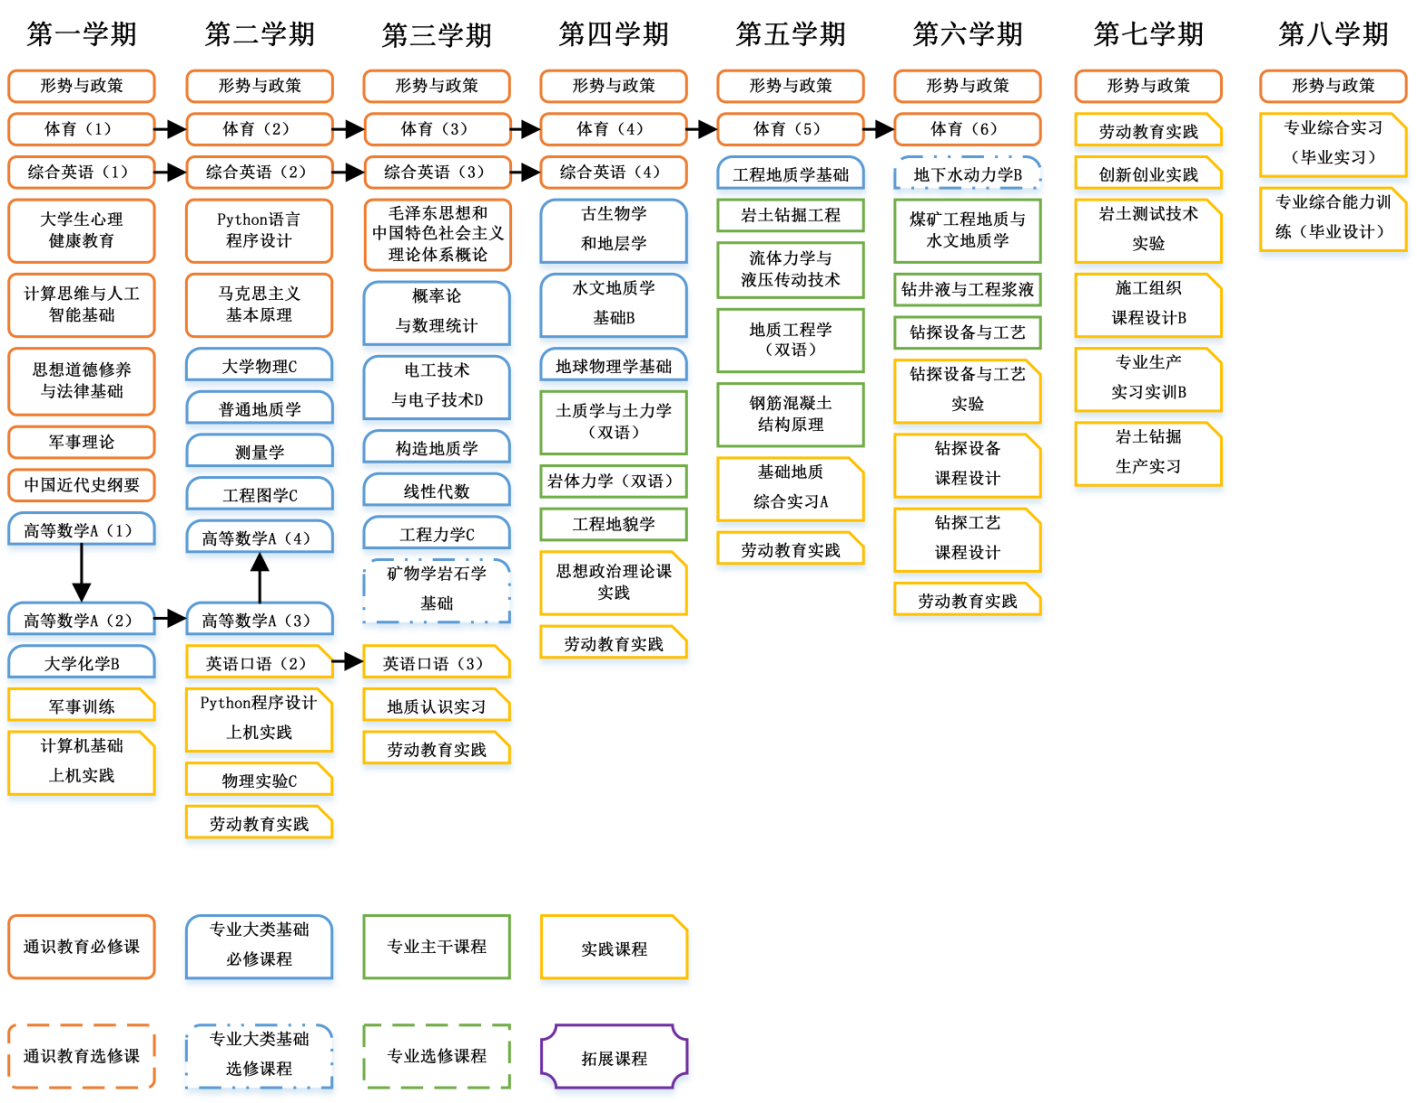 第一学期
形势与政策
体育（1）
综合英语（1）
大学生心理
健康教育
计算思维与人工
智能基础
思想道德修养
与法律基础
军事理论
中国近代史纲要
高等数学A（1）
高等数学A（2）
大学化学B
军事训练
计算机基础
上机实践
第二学期
形势与政策
体育（2）
综合英语（2）
Python语言
程序设计
马克思主义
基本原理
大学物理C
普通地质学
测量学
工程图学C
高等数学A（4）
高等数学A（3）
英语口语（2）
Python程序设计
上机实践
物理实验C
劳动教育实践
第三学期
形势与政策
体育（3）
综合英语（3）
毛泽东思想和
中国特色社会主义
理论体系概论
概率论
与数理统计
电工技术
与电子技术D
构造地质学
线性代数
工程力学C
矿物学岩石学
基础
英语口语（3）
地质认识实习
劳动教育实践
第四学期
形势与政策
体育（4）
综合英语（4）
古生物学
和地层学
水文地质学
基础B
地球物理学基础
土质学与土力学
（双语）
岩体力学（双语）
工程地貌学
思想政治理论课
实践
劳动教育实践
第五学期
形势与政策
体育（5）
工程地质学基础
岩土钻掘工程
流体力学与
液压传动技术
地质工程学
（双语）
钢筋混凝土
结构原理
基础地质
综合实习A
劳动教育实践
第六学期
形势与政策
体育（6）
地下水动力学B
煤矿工程地质与
水文地质学
钻井液与工程浆液
钻探设备与工艺
钻探设备与工艺
实验
钻探设备
课程设计
钻探工艺
课程设计
劳动教育实践
第七学期
形势与政策
劳动教育实践
创新创业实践
岩土测试技术
实验
施工组织
课程设计B
专业生产
实习实训B
岩土钻掘
生产实习
第八学期
形势与政策
专业综合实习
（毕业实习）
专业综合能力训
练（毕业设计）
通识教育必修课
专业大类基础
必修课程
专业主干课程
实践课程
通识教育选修课
专业大类基础
选修课程
专业选修课程
拓展课程